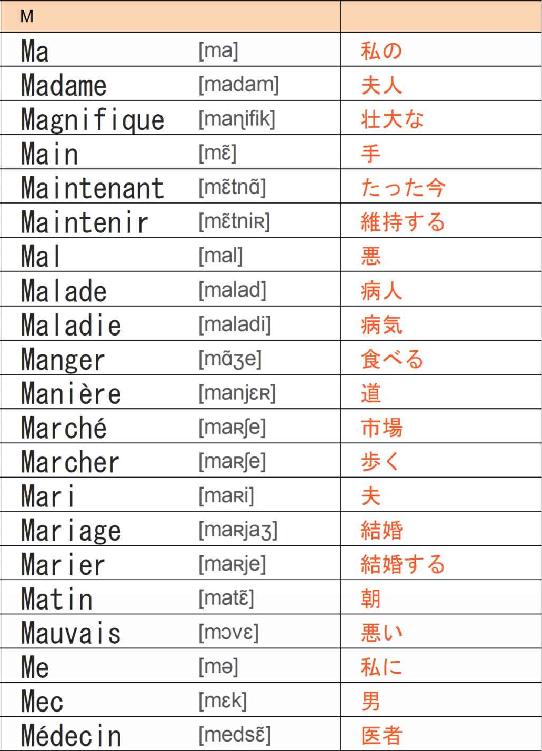 M
Ma [ma] 私の
Madame [madam] 夫人
Magnifique [maɳifik] 壮大な
Main [mɛ̃] 手
Maintenant [mɛ̃tnɑ̃] たった今
Maintenir [mɛ̃tniʀ] 維持する
Mal [mal] 悪
Malade [malad] 病人
Maladie [maladi] 病気
Manger [mɑ̃ʒe] 食べる
Manière [manjɛʀ] 道
Marché [maʀʃe] 市場
Marcher [maʀʃe] 歩く
Mari [maʀi] 夫
Mariage [maʀjaʒ] 結婚
Marier [maʀje] 結婚する
Matin [matɛ̃] 朝
Mauvais [mɔvɛ] 悪い
Me [mə] 私に
Mec [mɛk] 男
Médecin [medsɛ̃] 医者